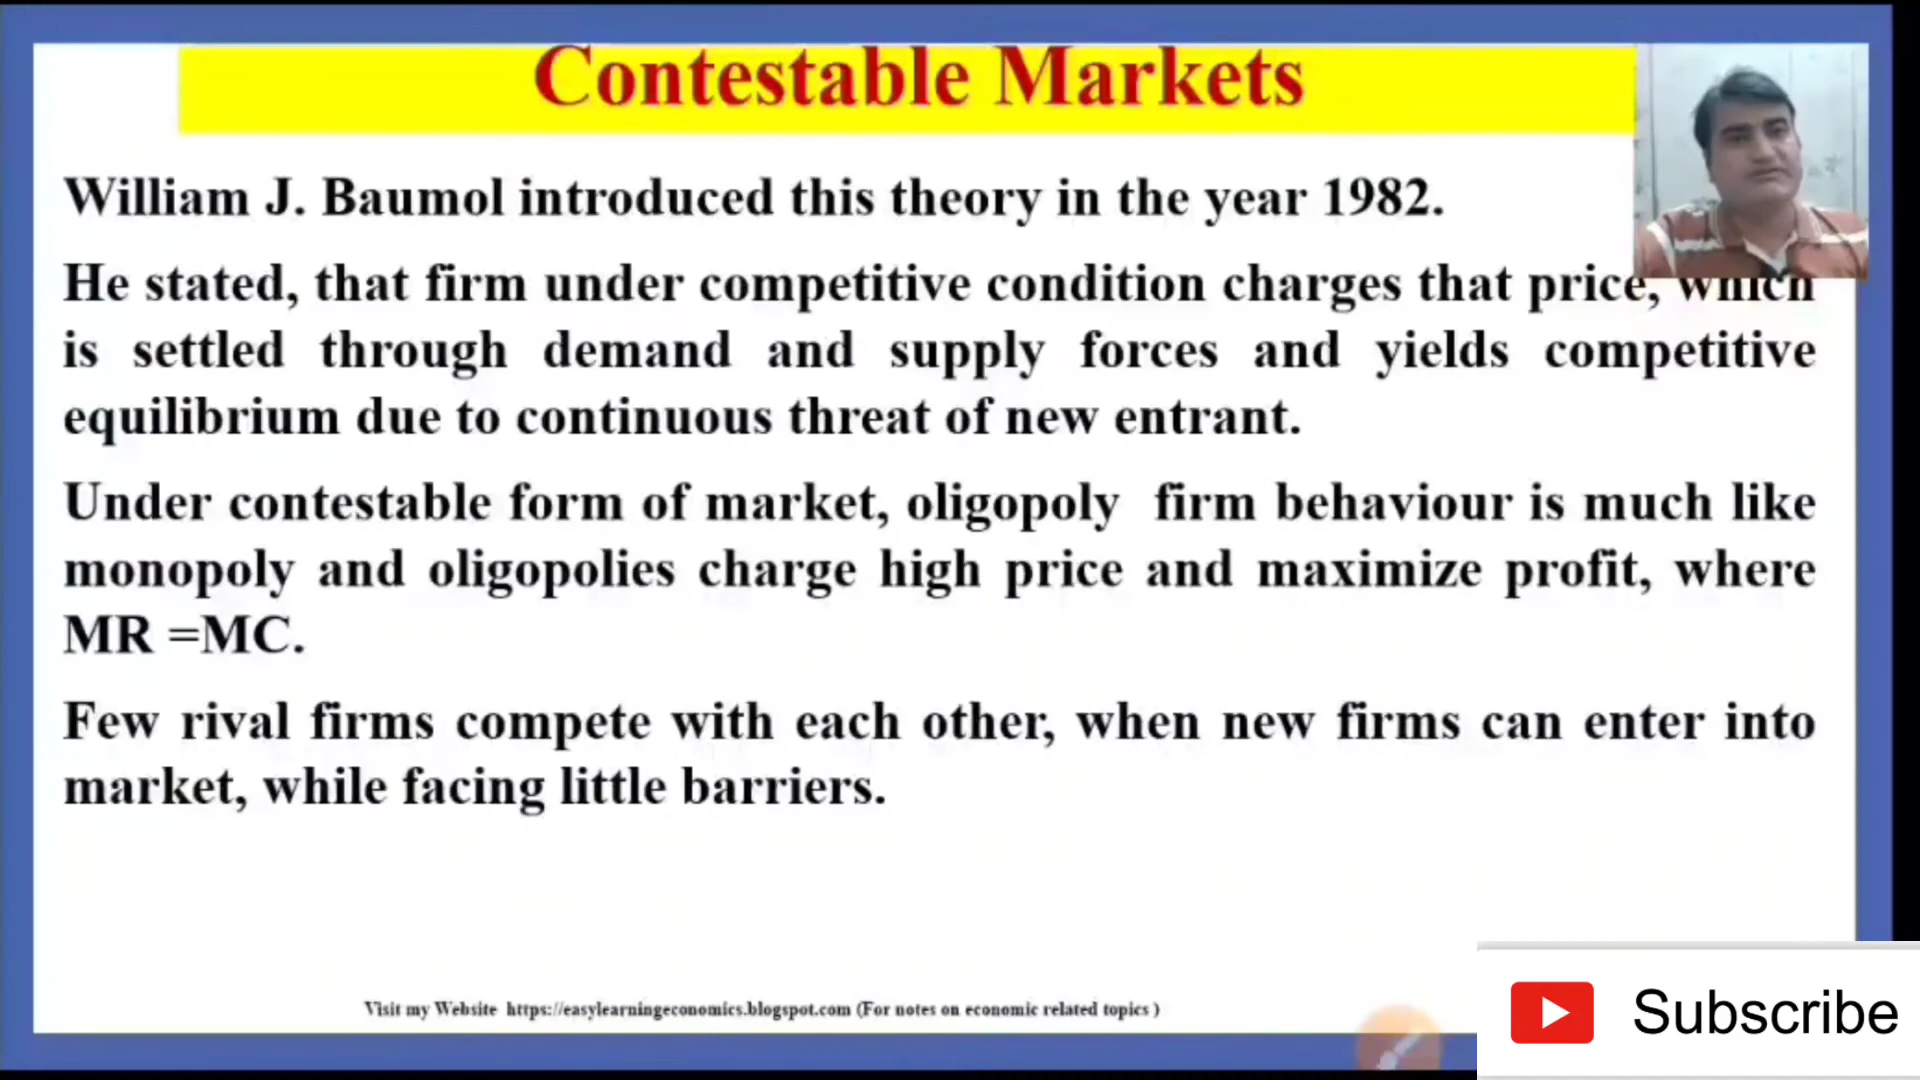 Contestable Markets
William J. Baumol introduced this theory in the year 1982.
He stated, that firm under competitive condition charges that price, which
is settled through demand and supply forces and yields competitive
equilibrium due to continuous threat of new entrant.
Under contestable form of market, oligopoly firm behaviour is much like
monopoly and oligopolies charge high price and maximize profit, where
MR =MC.
Few rival firms compete with each other, when new firms can enter into
market, while facing little barriers.
Visit my Website https://easylearningeconomics.blogspot.com (For notes on economic related topics )
Subscribe